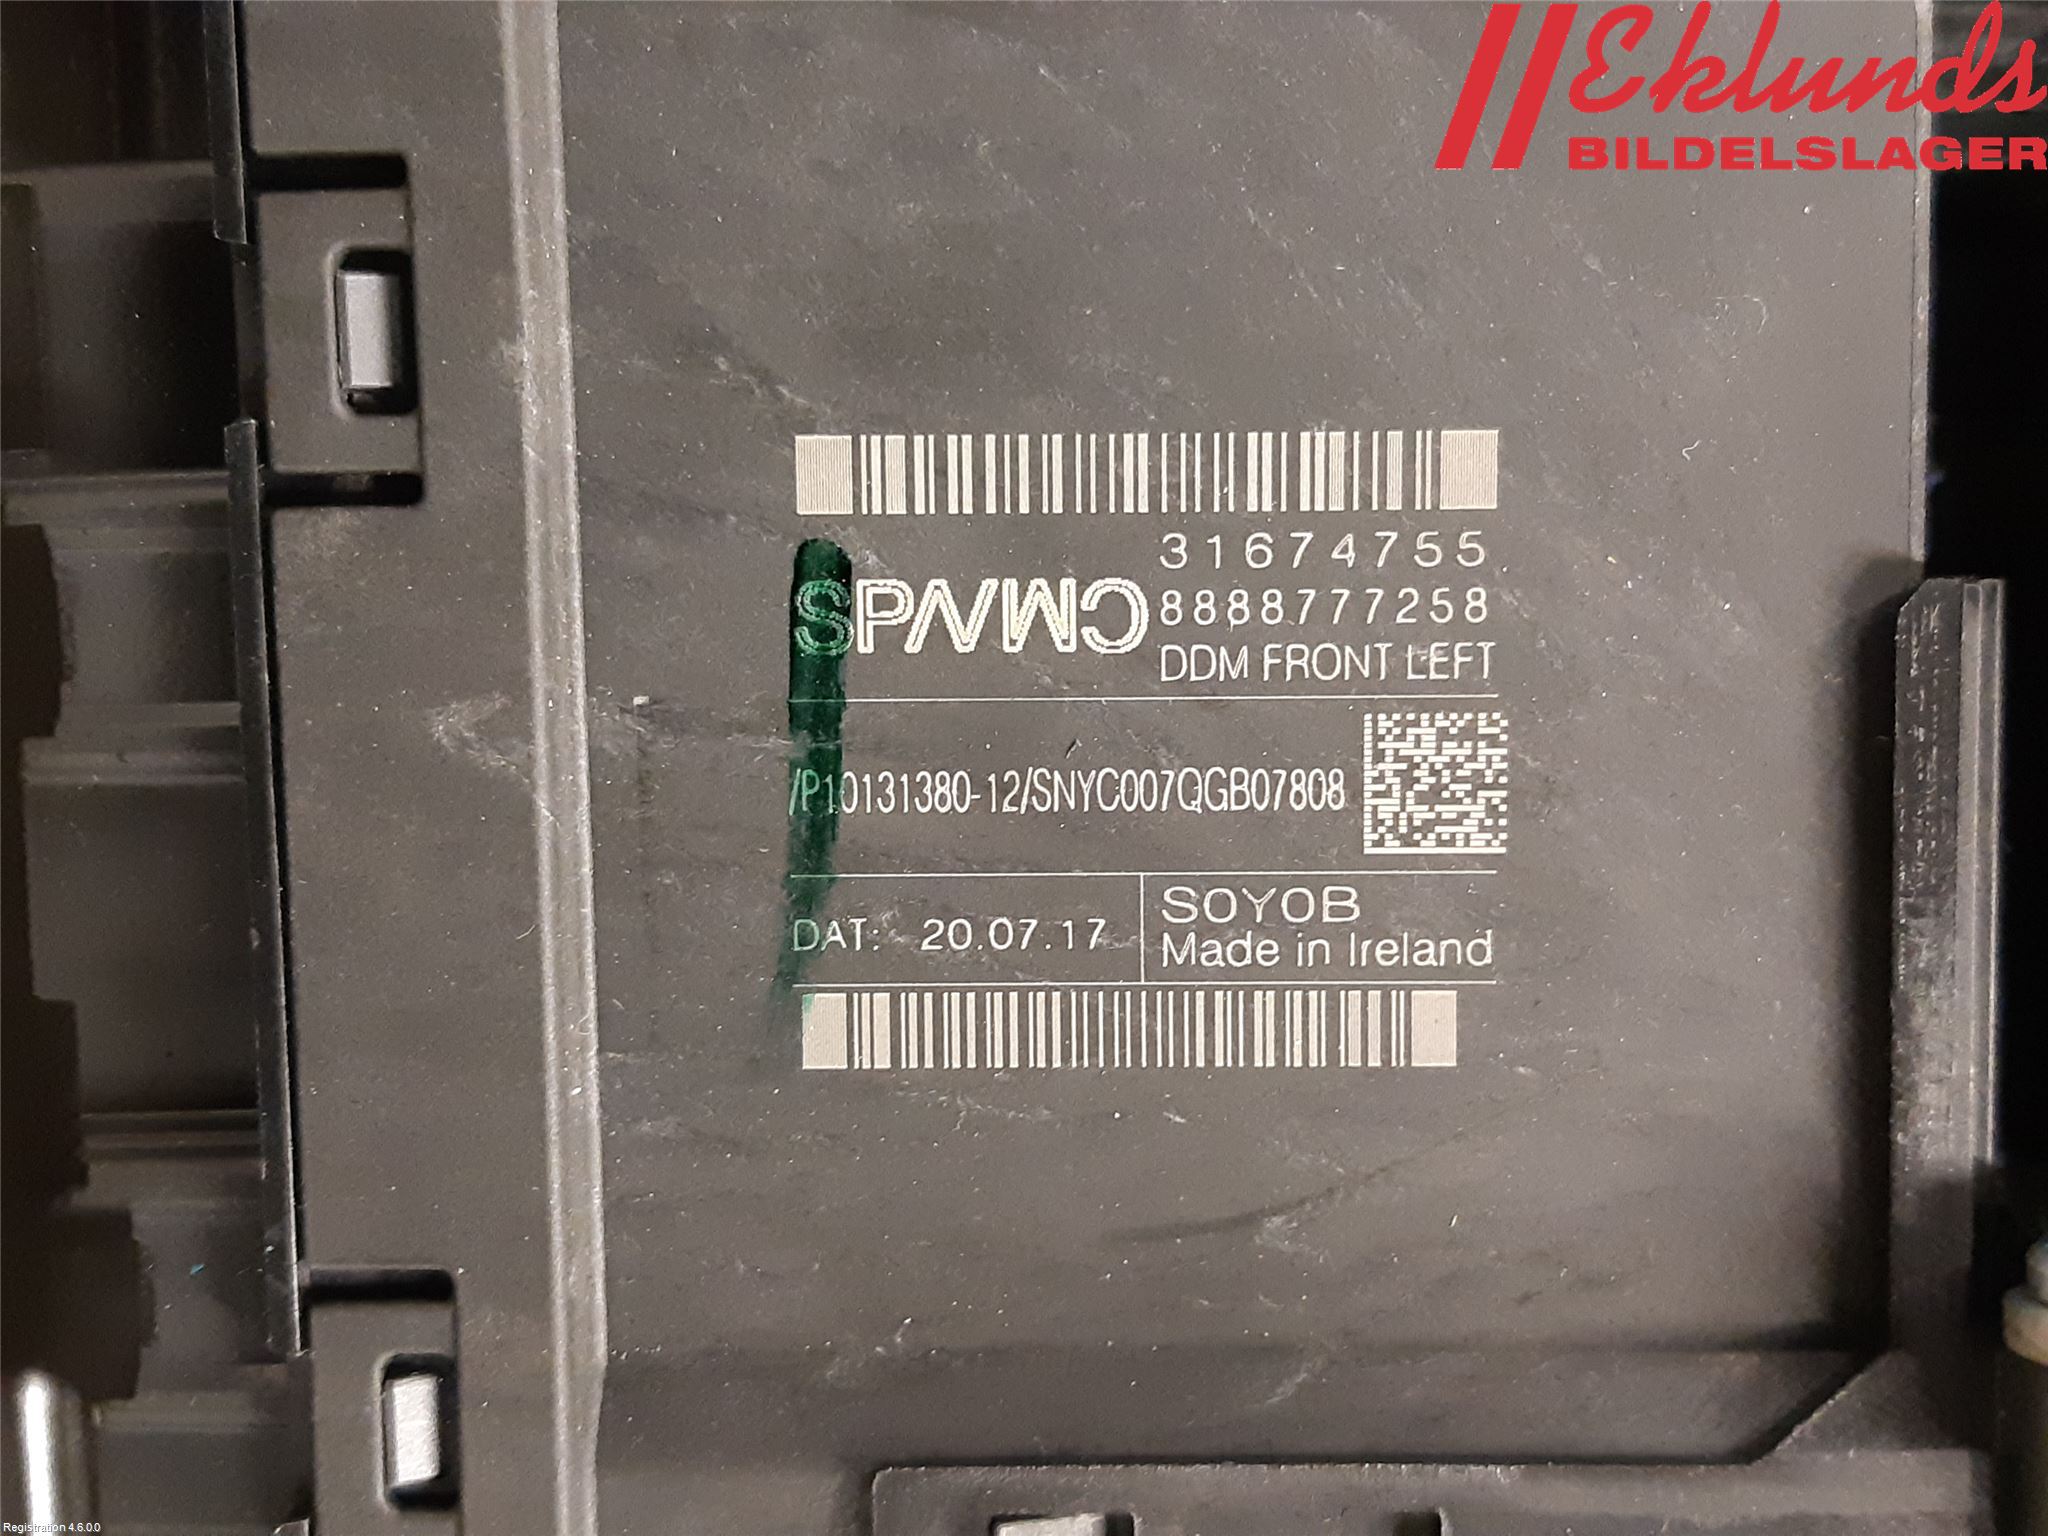 Eklunds
BILDELSLAGER
31674755
8888777258
DDM FRONT LEFT
/P10131380-12/SNYC007QGB07808
DAT: 20.07.17
SOYOB
Made in Ireland
Registration 4.6.0.0